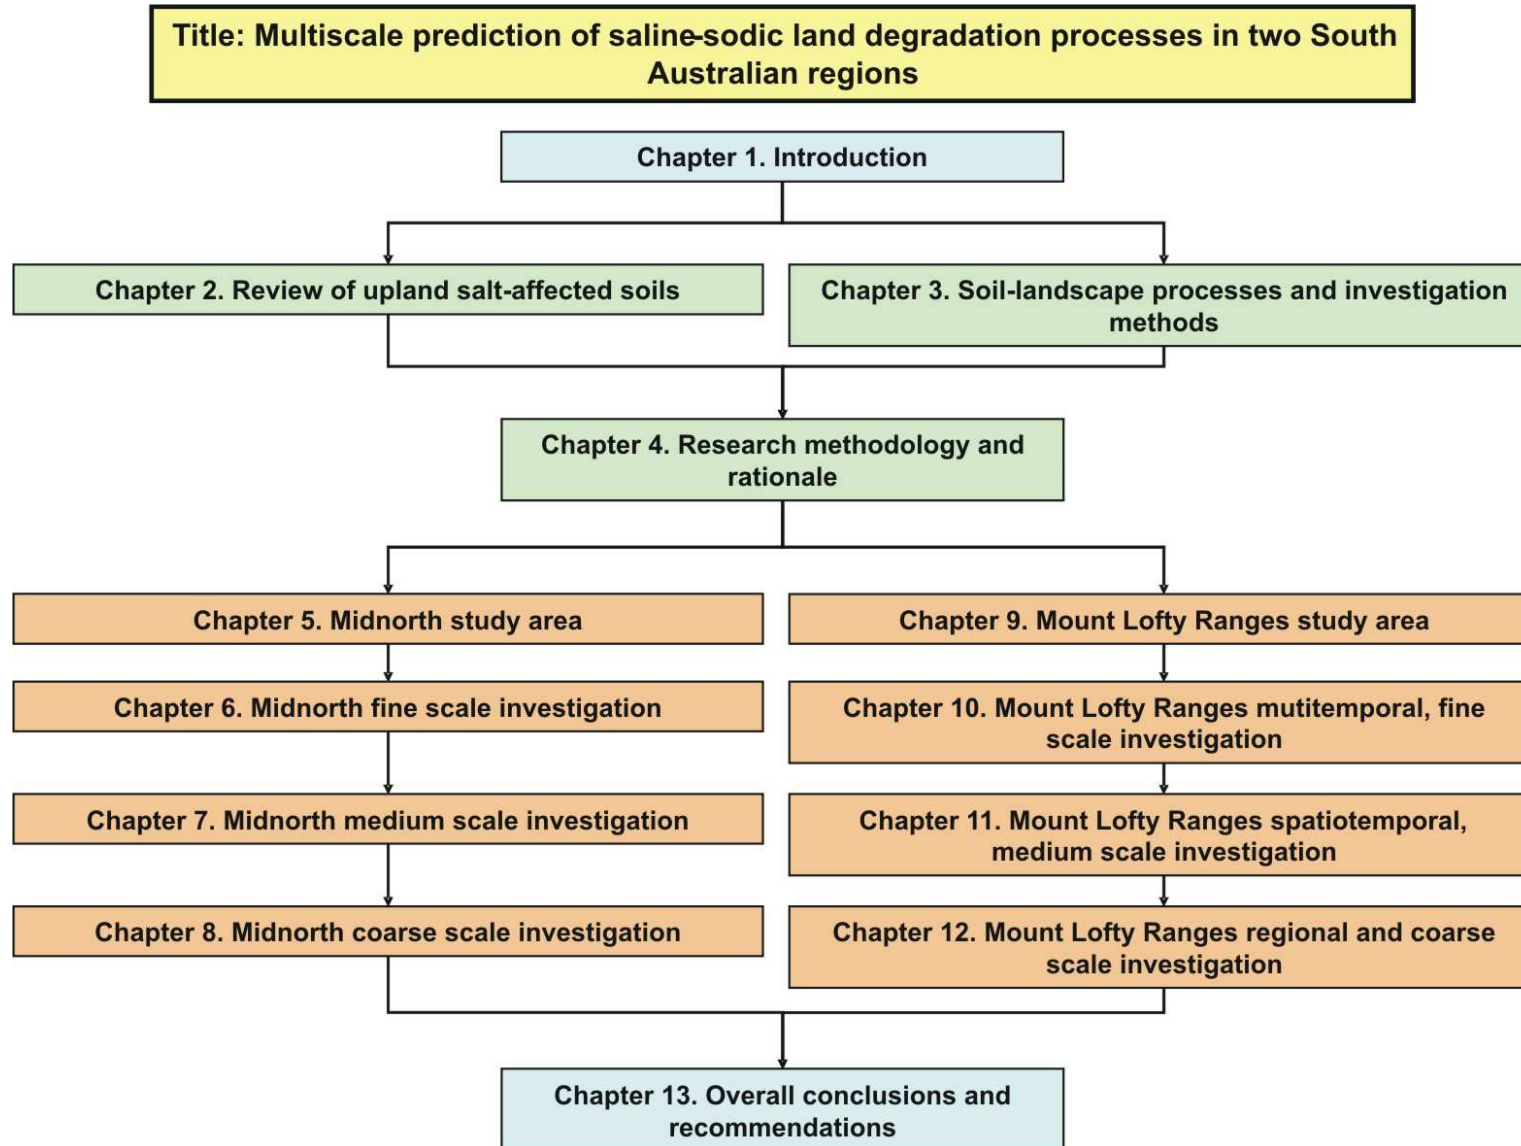 Title: Multiscale prediction of saline-sodic land degradation processes in two South
Australian regions
Chapter 1. Introduction
Chapter 2. Review of upland salt-affected soils
Chapter 3. Soil-landscape processes and investigation
methods
Chapter 4. Research methodology and
rationale
Chapter 5. Midnorth study area
Chapter 9. Mount Lofty Ranges study area
Chapter 6. Midnorth fine scale investigation
Chapter 10. Mount Lofty Ranges mutitemporal, fine
scale investigation
Chapter 7. Midnorth medium scale investigation
Chapter 11. Mount Lofty Ranges spatiotemporal,
medium scale investigation
Chapter 8. Midnorth coarse scale investigation
Chapter 12. Mount Lofty Ranges regional and coarse
scale investigation
Chapter 13. Overall conclusions and
recommendations